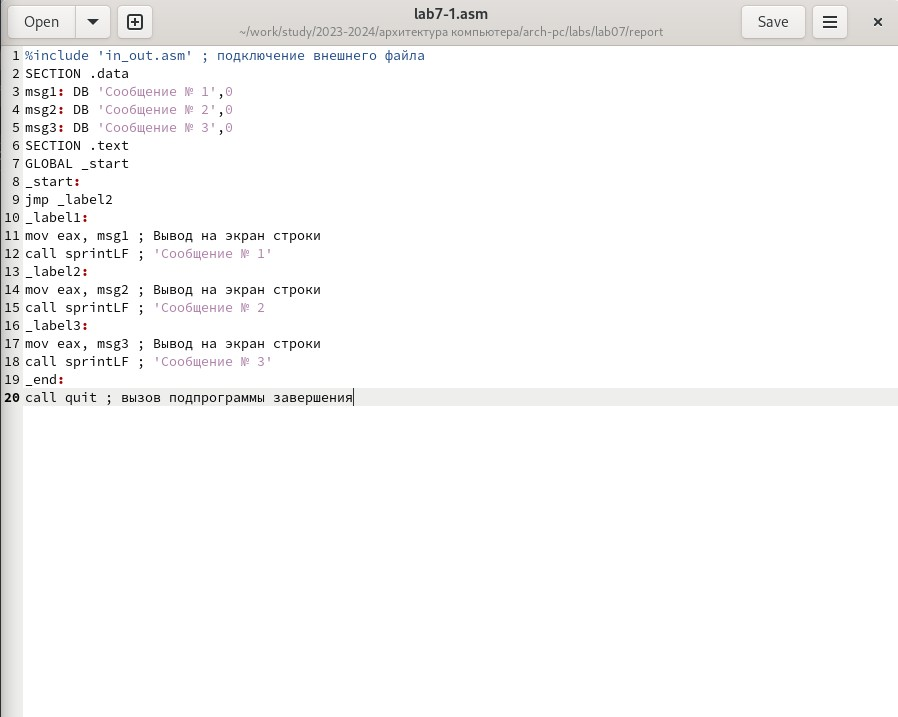 Open
lab7-1.asm
~/work/study/2023-2024/архитектура компьютера/arch-pc/labs/lab07/report
Save
1 %include 'in_out.asm' ; подключение внешнего файла
2 SECTION .data
3 msg1: DB 'Сообщение № 1',0
4 msg2: DB 'Сообщение № 2',0
5 msg3: DB 'Сообщение № 3',0
6 SECTION .text
7 GLOBAL _start
8 _start:
9 jmp _label2
10 _label1:
11 mov eax, msg1 ; Вывод на экран строки
12 call sprintLF ; 'Сообщение № 1'
13 _label2:
14 mov eax, msg2 ; Вывод на экран строки
15 call sprintLF ; 'Сообщение № 2
16 _label3:
17 mov eax, msg3 ; Вывод на экран строки
18 call sprintLF ; 'Сообщение № 3'
19 _end:
20 call quit ; вызов подпрограммы завершения